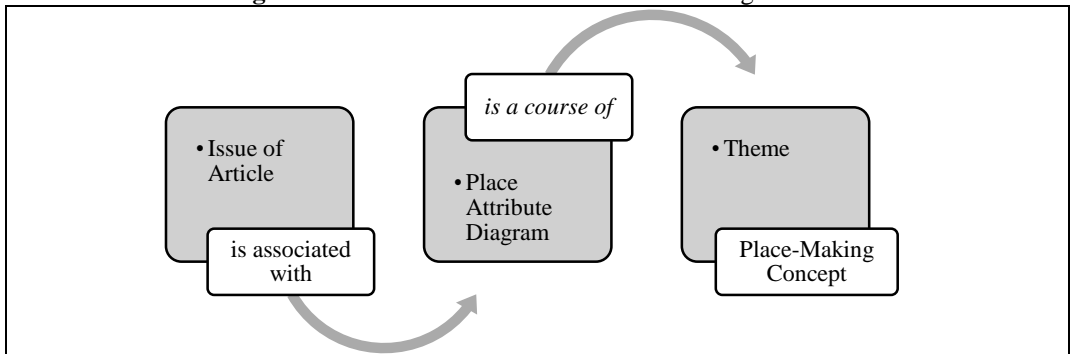 • Issue of
Article
is associated
with
is a course of
• Place
Attribute
Diagram
• Theme
Place-Making
Concept